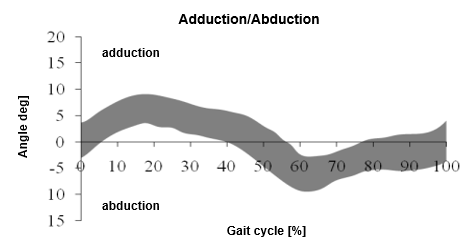 Adduction/Abduction
20
adduction
15
10
5
0
0 10 20 30 40 50 60 70 80 90 100
-5
10
abduction
15
Angle deg]
Gait cycle [%]